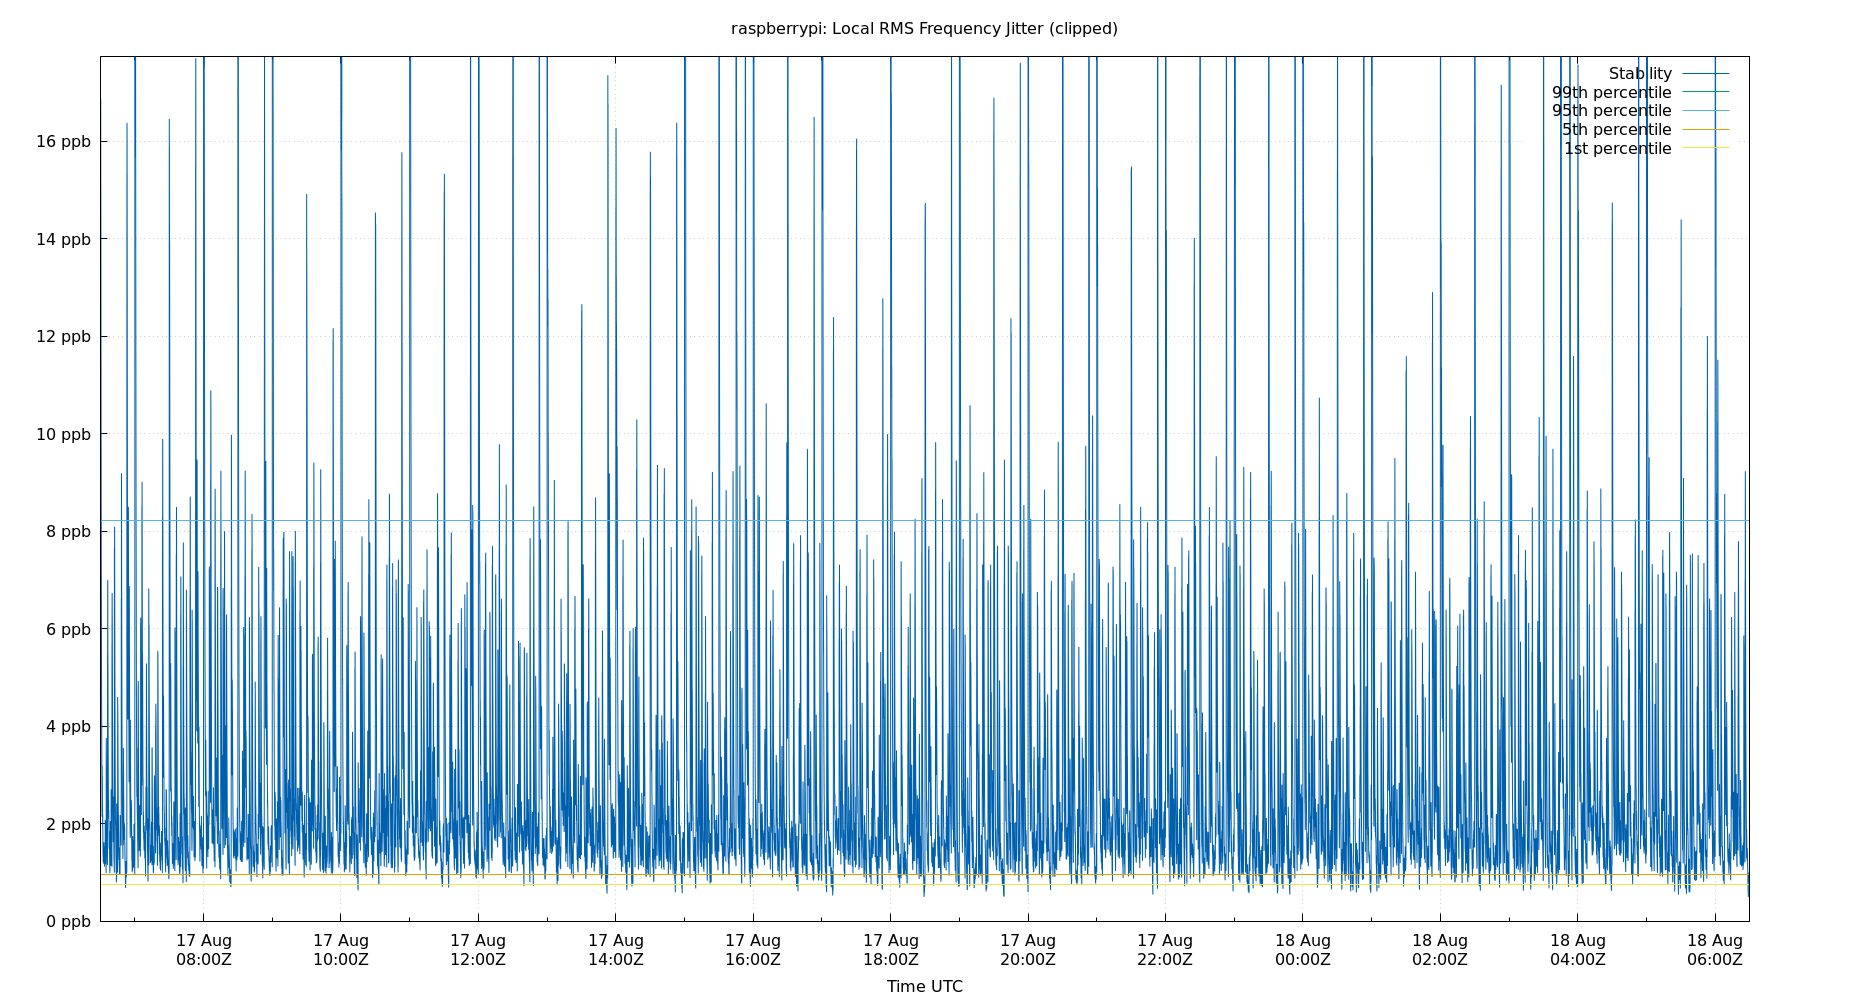 raspberrypi: Local RMS Frequency Jitter (clipped)
Stability
99th percentile
95th percentile
5th percentile
1st percentile
16 ppb
14 ppb
12 ppb
10 ppb
8 ppb
6 ppb
4 ppb
2 ppb
0 ppb
17 Aug 17 Aug 17 Aug 17 Aug 17 Aug 17 Aug 17 Aug 17 Aug 18 Aug 18 Aug 18 Aug 18 Aug
08:00Z 10:00Z 12:00Z 14:00Z 16:00Z 18:00Z 20:00Z 22:00Z 00:00Z 02:00Z 04:00Z 06:00Z
Time UTC